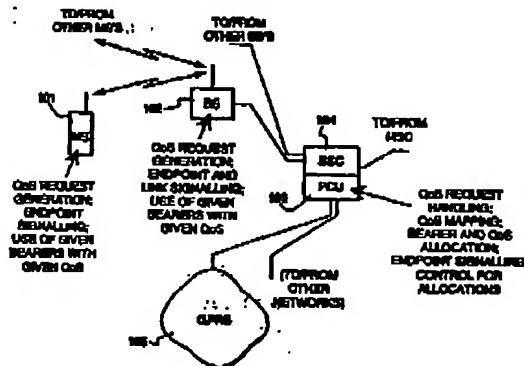 TO/FROM
OTHER MS'S
TO/FROM
OTHER BS'S
101
MS
102
BS
104
TO/FROM
MSC
BSC
PCU
QoS REQUEST
GENERATION;
ENDPOINT
SIGNALLING;
USE OF GIVEN
BEARERS WITH
GIVEN QoS
QoS REQUEST
GENERATION;
ENDPOINT AND
LINK SIGNALLING;
USE OF GIVEN
BEARERS WITH
GIVEN QoS
QoS REQUEST
HANDLING;
QoS MAPPING;
BEARER AND QoS
ALLOCATION;
ENDPOINT SIGNALLING;
CONTROL FOR
ALLOCATIONS
(TO/FROM
OTHER
NETWORKS)
GPRS